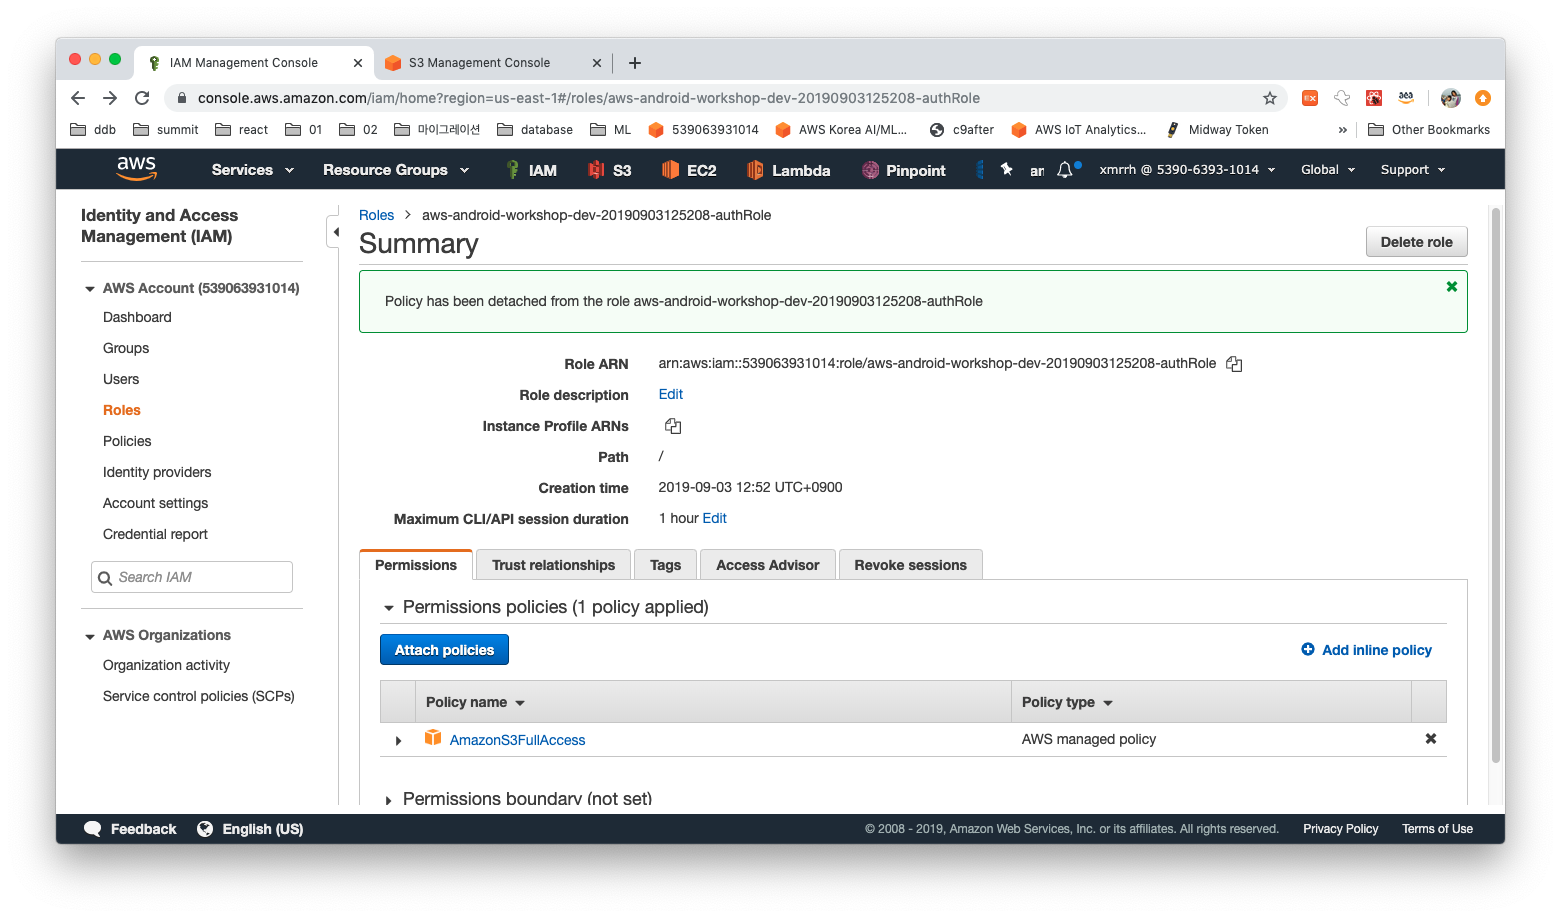 IAM Management Console
S3 Management Console
console.aws.amazon.com/iam/home?region=us-east-1#/roles/aws-android-workshop-dev-20190903125208-authRole
ddb summit react 01 02 마이그레이션 database ML 539063931014 AWS Korea AI/ML... c9after AWS IoT Analytics... Midway Token » Other Bookmarks
aws Services Resource Groups IAM S3 EC2 Lambda Pinpoint xmrrh @ 5390-6393-1014 Global Support
Identity and Access
Management (IAM)
AWS Account (539063931014)
Dashboard
Groups
Users
Roles
Policies
Identity providers
Account settings
Credential report
Search IAM
AWS Organizations
Organization activity
Service control policies (SCPs)
Roles > aws-android-workshop-dev-20190903125208-authRole
Summary
Delete role
Policy has been detached from the role aws-android-workshop-dev-20190903125208-authRole
Role ARN arn:aws:iam::539063931014:role/aws-android-workshop-dev-20190903125208-authRole
Role description Edit
Instance Profile ARNs
Path /
Creation time 2019-09-03 12:52 UTC+0900
Maximum CLI/API session duration 1 hour Edit
Permissions Trust relationships Tags Access Advisor Revoke sessions
Permissions policies (1 policy applied)
Attach policies Add inline policy
Policy name Policy type
AmazonS3FullAccess AWS managed policy
Permissions boundary (not set)
Feedback English (US) © 2008 - 2019, Amazon Web Services, Inc. or its affiliates. All rights reserved. Privacy Policy Terms of Use